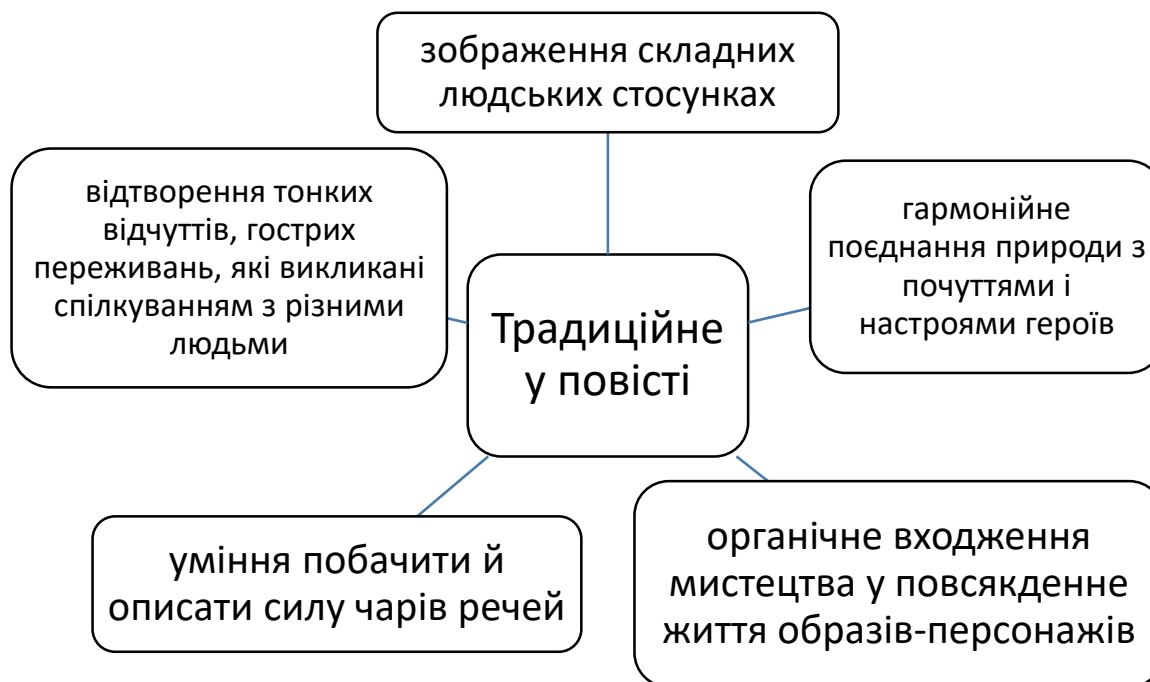 зображення складних
людських стосунках
відтворення тонких
відчуттів, гострих
переживань, які викликані
спілкуванням з різними
людьми
гармонійне
поєднання природи з
почуттями і
настроями героїв
Традиційне
у повісті
уміння побачити й
описати силу чарів речей
органічне входження
мистецтва у повсякденне
життя образів-персонажів